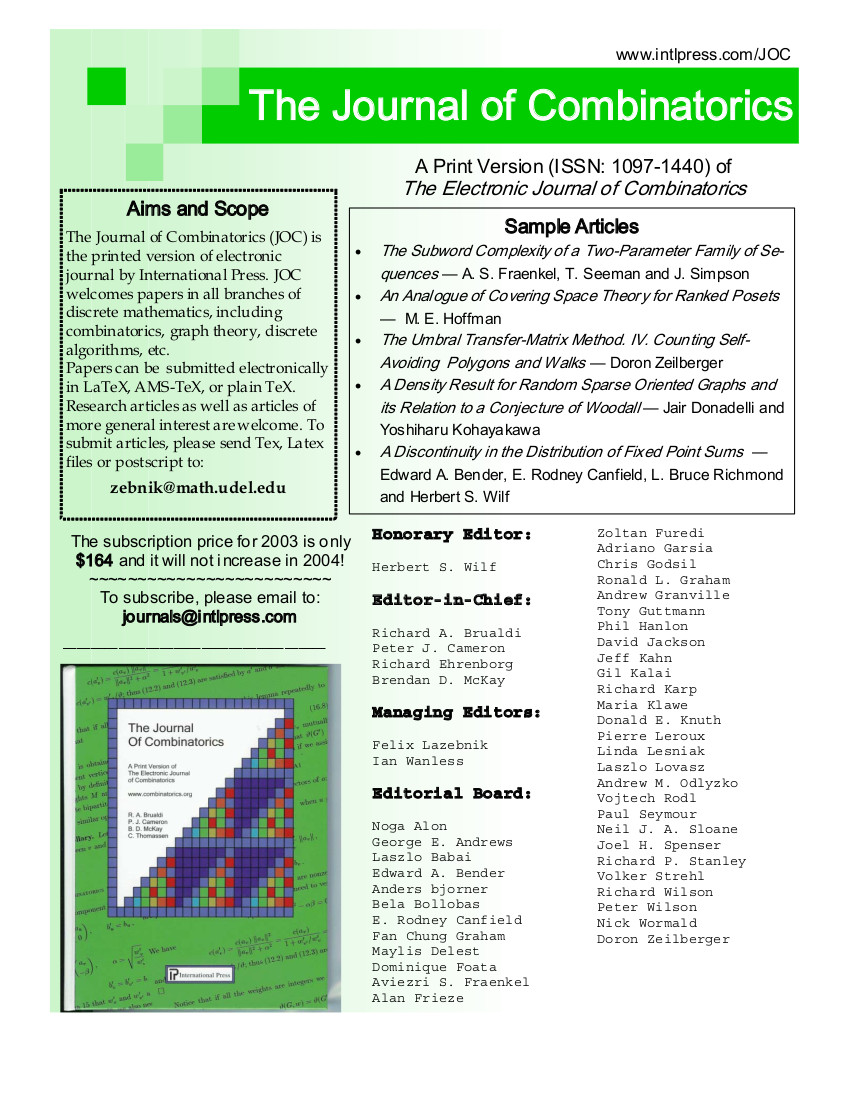 www.intlpress.com/JOC
The Journal of Combinatorics
A Print Version (ISSN: 1097-1440) of
The Electronic Journal of Combinatorics
Aims and Scope
The Journal of Combinatorics (JOC) is
the printed version of electronic
journal by International Press. JOC
welcomes papers in all branches of
discrete mathematics, including
combinatorics, graph theory, discrete
algorithms, etc.
Papers can be submitted electronically
in LaTeX, AMS-TeX, or plain TeX.
Research articles as well as articles of
more general interest are welcome. To
submit articles, please send Tex, Latex
files or postscript to:
zebnik@math.udel.edu
Sample Articles
• The Subword Complexity of a Two-Parameter Family of Se-
quences — A. S. Fraenkel, T. Seeman and J. Simpson
• An Analogue of Covering Space Theory for Ranked Posets
— M. E. Hoffman
• The Umbral Transfer-Matrix Method. IV. Counting Self-
Avoiding Polygons and Walks — Doron Zeilberger
• A Density Result for Random Sparse Oriented Graphs and
its Relation to a Conjecture of Woodall — Jair Donadelli and
Yoshiharu Kohayakawa
• A Discontinuity in the Distribution of Fixed Point Sums —
Edward A. Bender, E. Rodney Canfield, L. Bruce Richmond
and Herbert S. Wilf
The subscription price for 2003 is only
$164 and it will not increase in 2004!
~~~~~~~~~~~~~~~~~~~~~~~~~
To subscribe, please email to:
journals@intlpress.com
The Journal
Of Combinatorics
A Print Version of
The Electronic Journal
of Combinatorics
www.combinatorics.org
R. A. Brualdi
P. J. Cameron
B. D. McKay
C. Thomassen
International Press
Honorary Editor:
Herbert S. Wilf
Editor-in-Chief:
Richard A. Brualdi
Peter J. Cameron
Richard Ehrenborg
Brendan D. McKay
Managing Editors:
Felix Lazebnik
Ian Wanless
Editorial Board:
Noga Alon
George E. Andrews
Laszlo Babai
Edward A. Bender
Anders bjorner
Bela Bollobas
E. Rodney Canfield
Fan Chung Graham
Maylis Delest
Dominique Foata
Aviezri S. Fraenkel
Alan Frieze
Zoltan Furedi
Adriano Garsia
Chris Godsil
Ronald L. Graham
Andrew Granville
Tony Guttmann
Phil Hanlon
David Jackson
Jeff Kahn
Gil Kalai
Richard Karp
Maria Klawe
Donald E. Knuth
Pierre Leroux
Linda Lesniak
Laszlo Lovasz
Andrew M. Odlyzko
Vojtech Rodl
Paul Seymour
Neil J. A. Sloane
Joel H. Spenser
Richard P. Stanley
Volker Strehl
Richard Wilson
Peter Wilson
Nick Wormald
Doron Zeilberger